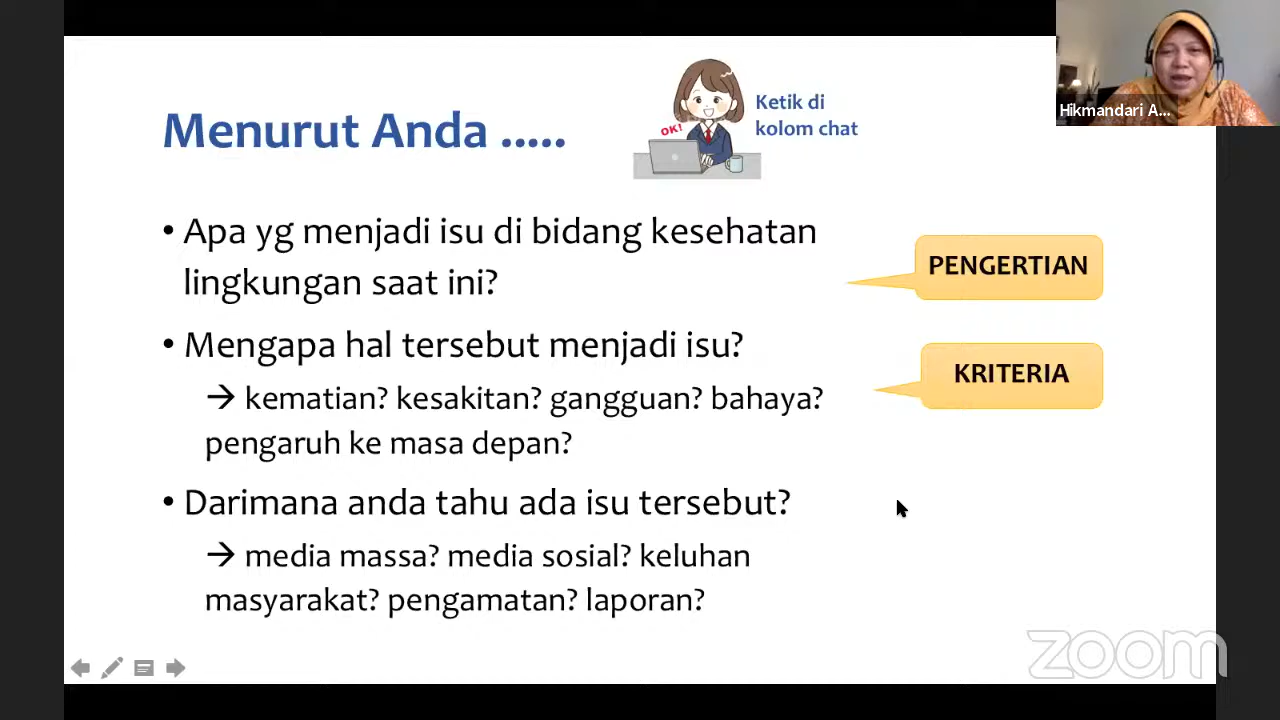 Menurut Anda .....
OK!
Ketik di
kolom chat
Hikmandari A...
• Apa yg menjadi isu di bidang kesehatan
lingkungan saat ini?
PENGERTIAN
• Mengapa hal tersebut menjadi isu?
→ kematian? kesakitan? gangguan? bahaya?
pengaruh ke masa depan?
KRITERIA
• Darimana anda tahu ada isu tersebut?
→ media massa? media sosial? keluhan
masyarakat? pengamatan? laporan?
zoom